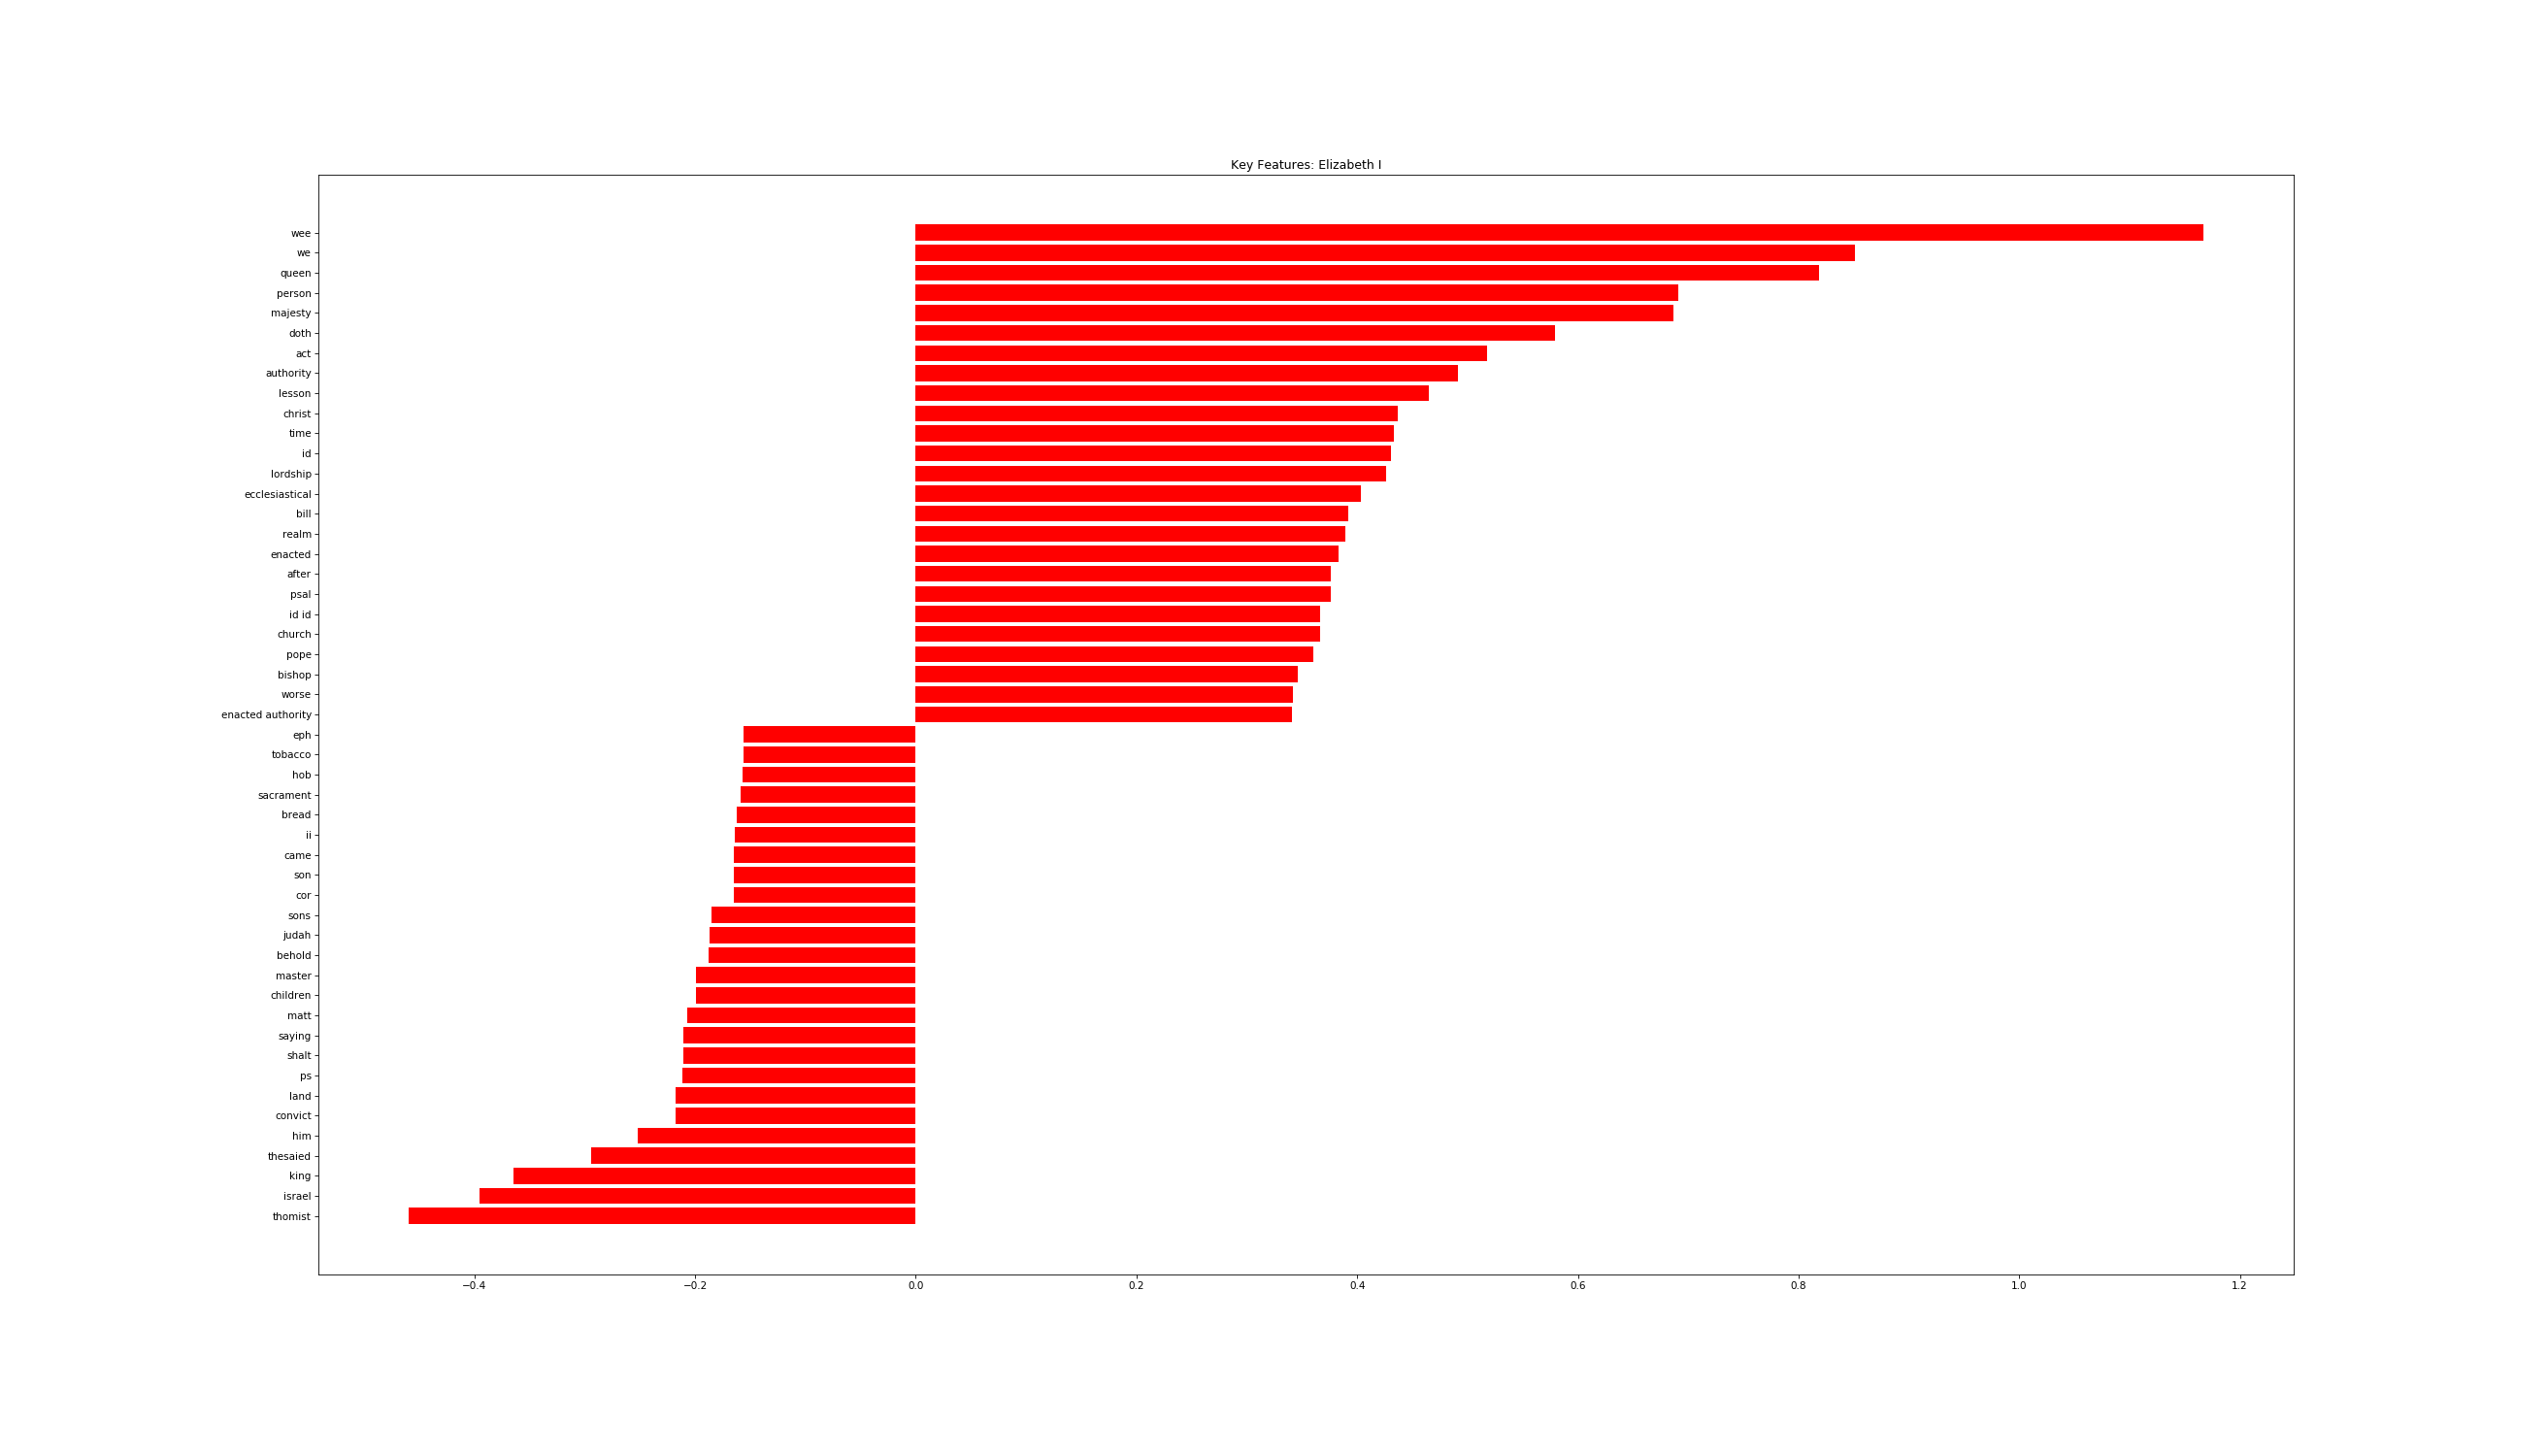 Key Features: Elizabeth I
wee
we
queen
person
majesty
doth
act
authority
lesson
christ
time
id
lordship
ecclesiastical
bill
realm
enacted
after
psal
id id
church
pope
bishop
worse
enacted authority
eph
tobacco
hob
sacrament
bread
ii
came
son
cor
sons
judah
behold
master
children
matt
saying
shalt
ps
land
convict
him
thesaied
king
israel
thomist
−0.4 −0.2 0.0 0.2 0.4 0.6 0.8 1.0 1.2